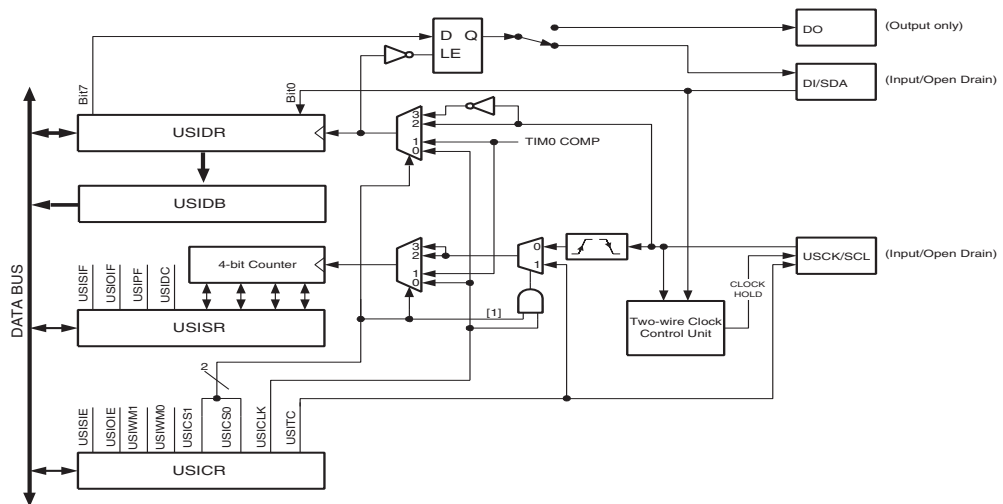 D Q
LE
DO
(Output only)
DI/SDA
(Input/Open Drain)
Bit7
Bit0
USIDR
3
2
1
0
TIM0 COMP
USIDB
DATA BUS
4-bit Counter
3
2
1
0
0
1
USCK/SCL
(Input/Open Drain)
CLOCK
HOLD
USISIF
USIOIF
USIPF
USIDC
USISR
[1]
Two-wire Clock
Control Unit
2
USISIE
USIOIE
USIWM1
USIWM0
USICS1
USICS0
USICLK
USITC
USICR